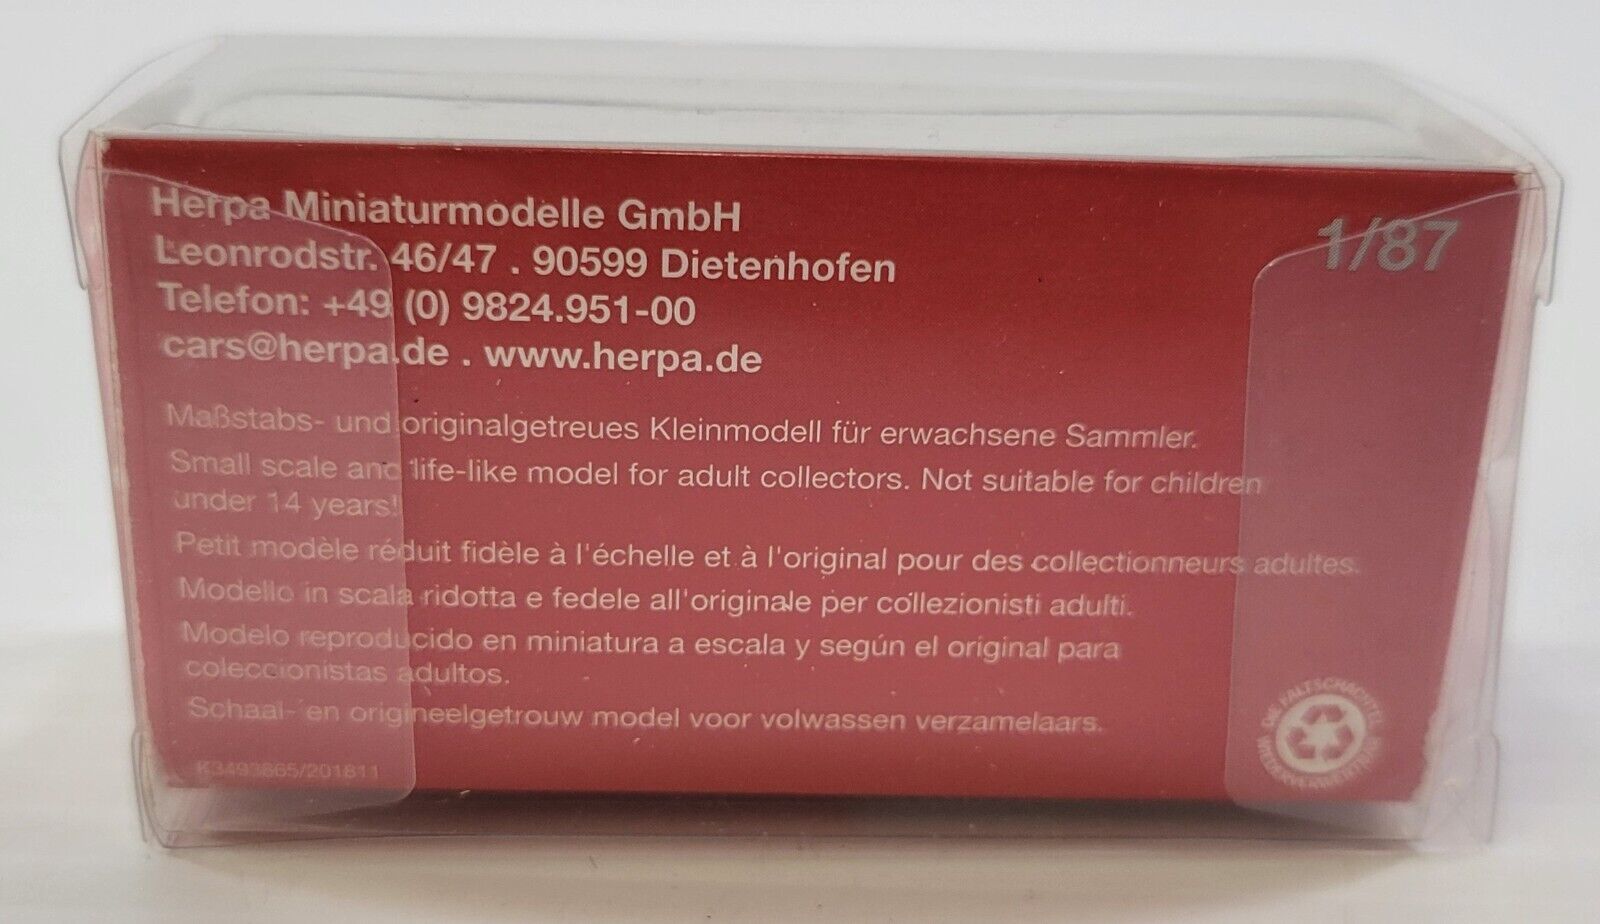 Herpa Miniaturmodelle GmbH
1/87
Leonrodstr. 46/47 . 90599 Dietenhofen
Telefon: +49 (0) 9824.951-00
cars@herpa.de . www.herpa.de
Maßstabs- und originalgetreues Kleinmodell für erwachsene Sammler.
Small scale and life-like model for adult collectors. Not suitable for children
under 14 years!
Petit modèle réduit fidèle à l'échelle et à l'original pour des collectionneurs adultes.
Modello in scala ridotta e fedele all'originale per collezionisti adulti.
Modelo reproducido en miniatura a escala y según el original para
coleccionistas adultos.
Schaal- en origineelgetrouw model voor volwassen verzamelaars.
K3493865/201811
DIE FALTSCHACHTEL